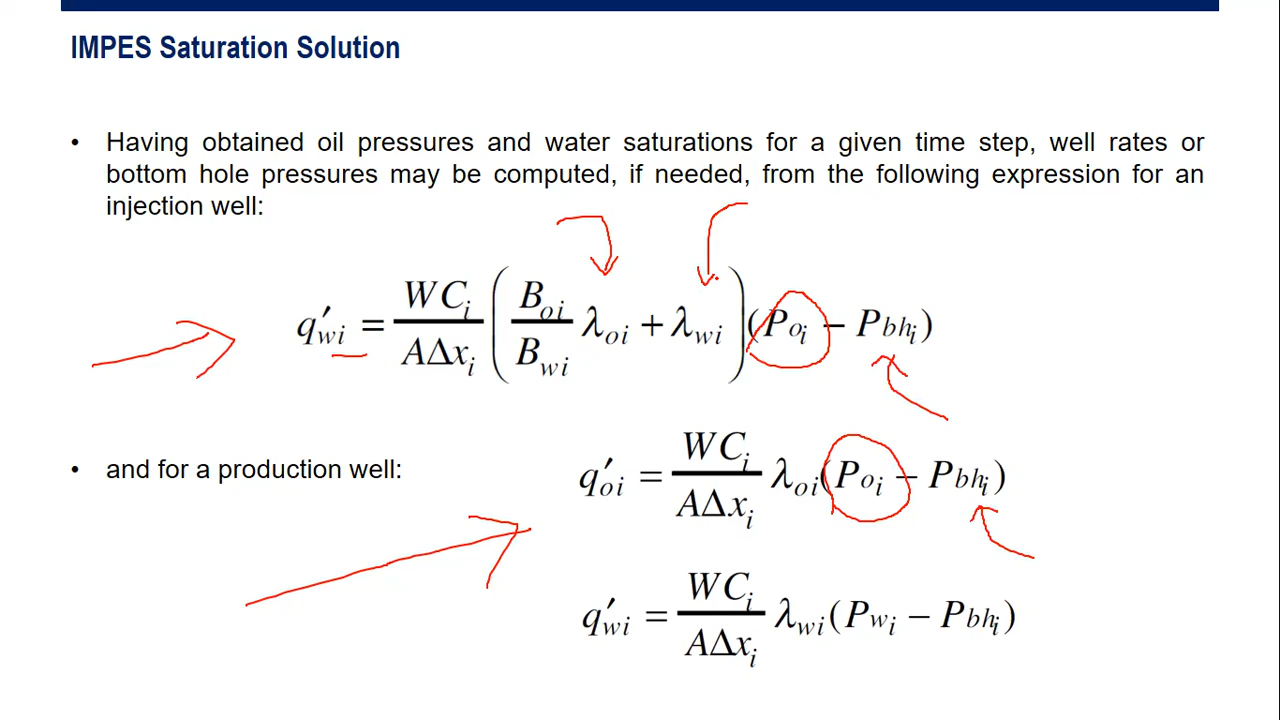 IMPES Saturation Solution
• Having obtained oil pressures and water saturations for a given time step, well rates or
bottom hole pressures may be computed, if needed, from the following expression for an
injection well:
q′wi = WCi / AΔxi (Boi / Bwi λoi + λwi)(Poi − Pbhi)
• and for a production well:
q′oi = WCi / AΔxi λoi(Poi − Pbhi)
q′wi = WCi / AΔxi λwi(Pwi − Pbhi)